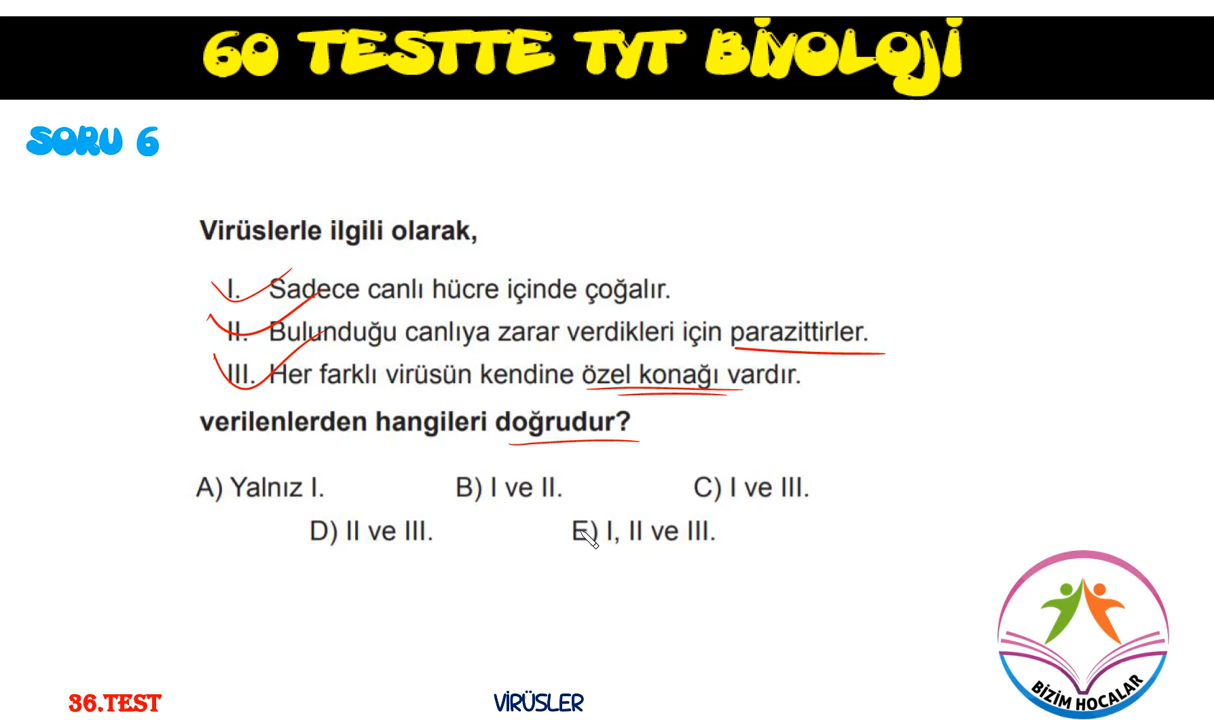 60 TESTTE TYT BİYOLOJİ
SORU 6
Virüslerle ilgili olarak,
I. Sadece canlı hücre içinde çoğalır.
II. Bulunduğu canlıya zarar verdikleri için parazittirler.
III. Her farklı virüsün kendine özel konağı vardır.
verilenlerden hangileri doğrudur?
A) Yalnız I. B) I ve II. C) I ve III.
D) II ve III. E) I, II ve III.
BİZİM HOCALAR
36.TEST VİRÜSLER